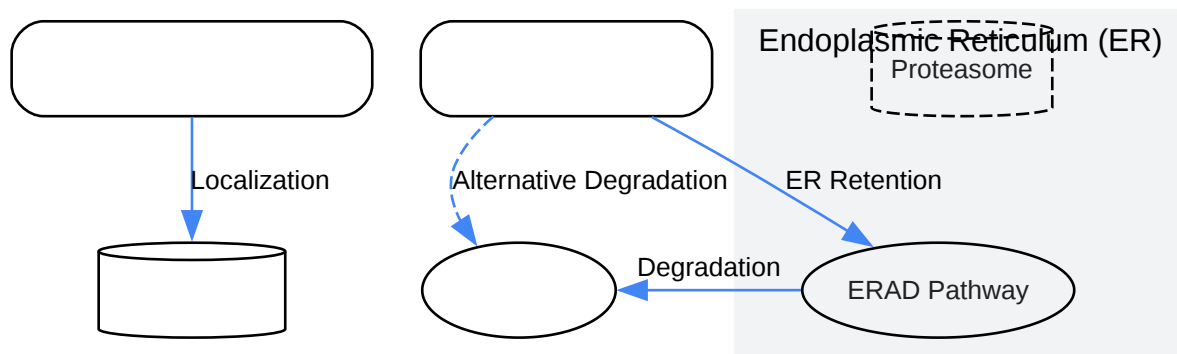 Endoplasmic Reticulum (ER)
Proteasome
Localization
Alternative Degradation
ER Retention
Degradation
ERAD Pathway